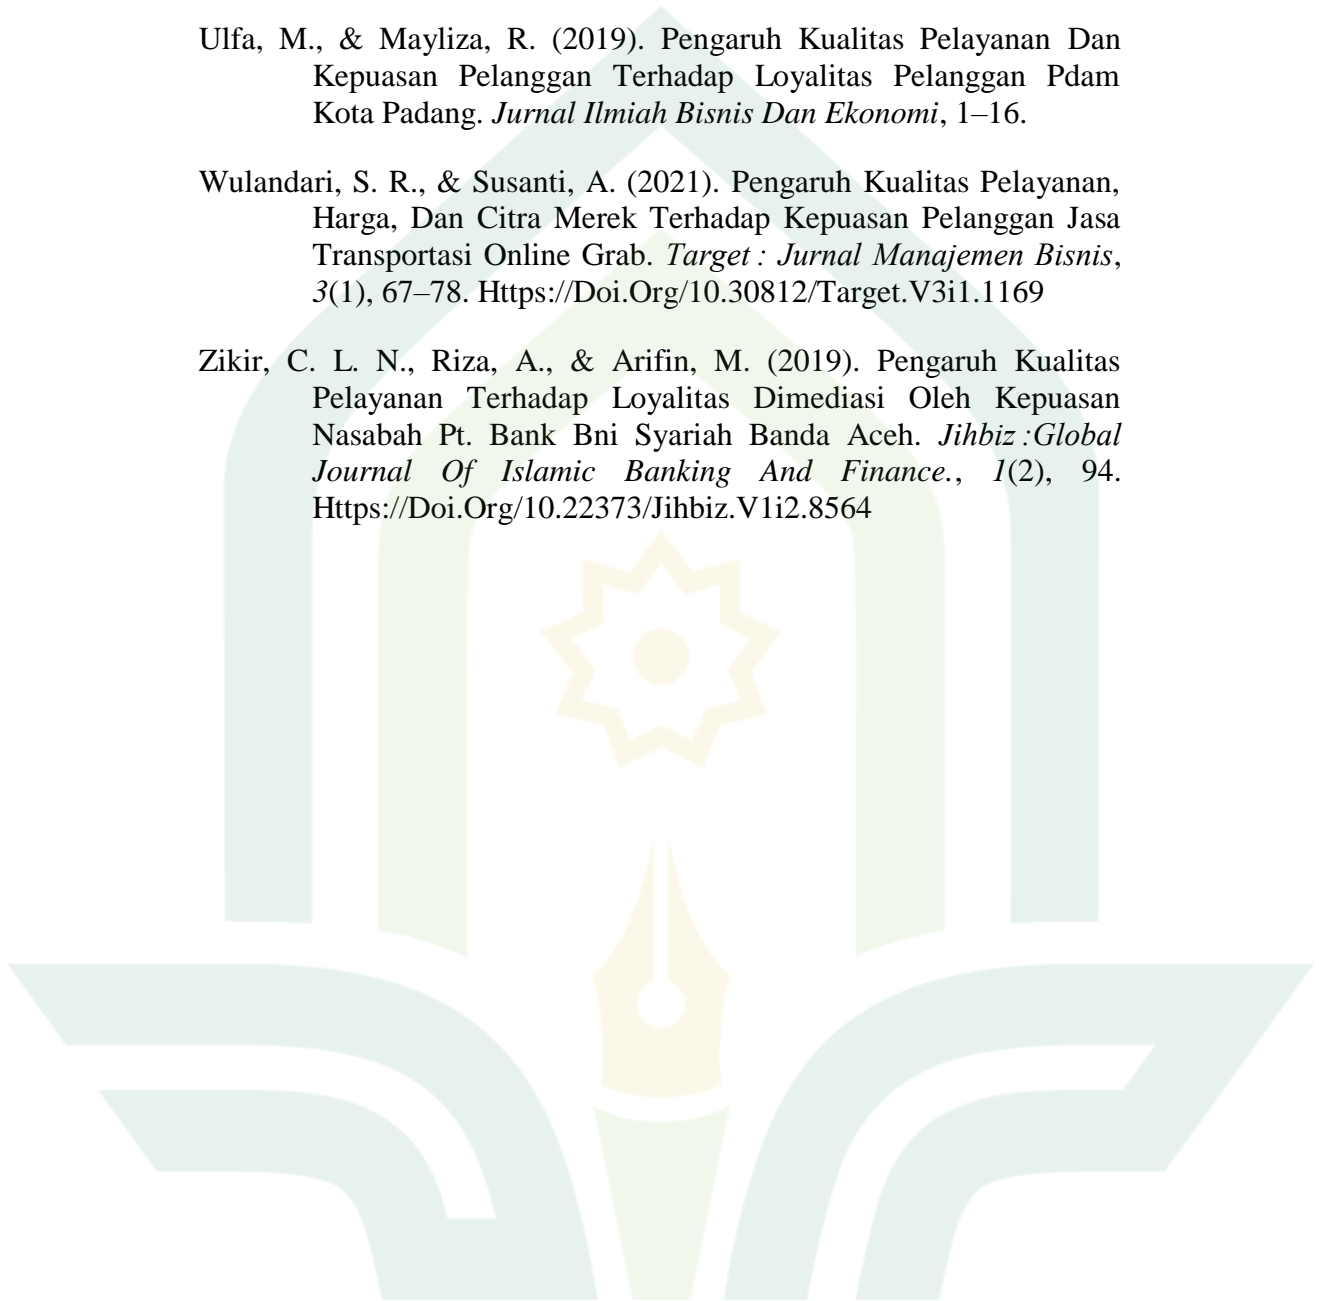 Ulfa, M., & Mayliza, R. (2019). Pengaruh Kualitas Pelayanan Dan
Kepuasan Pelanggan Terhadap Loyalitas Pelanggan Pdam
Kota Padang. Jurnal Ilmiah Bisnis Dan Ekonomi, 1–16.
Wulandari, S. R., & Susanti, A. (2021). Pengaruh Kualitas Pelayanan,
Harga, Dan Citra Merek Terhadap Kepuasan Pelanggan Jasa
Transportasi Online Grab. Target : Jurnal Manajemen Bisnis,
3(1), 67–78. Https://Doi.Org/10.30812/Target.V3i1.1169
Zikir, C. L. N., Riza, A., & Arifin, M. (2019). Pengaruh Kualitas
Pelayanan Terhadap Loyalitas Dimediasi Oleh Kepuasan
Nasabah Pt. Bank Bni Syariah Banda Aceh. Jihbiz :Global
Journal Of Islamic Banking And Finance., 1(2), 94.
Https://Doi.Org/10.22373/Jihbiz.V1i2.8564